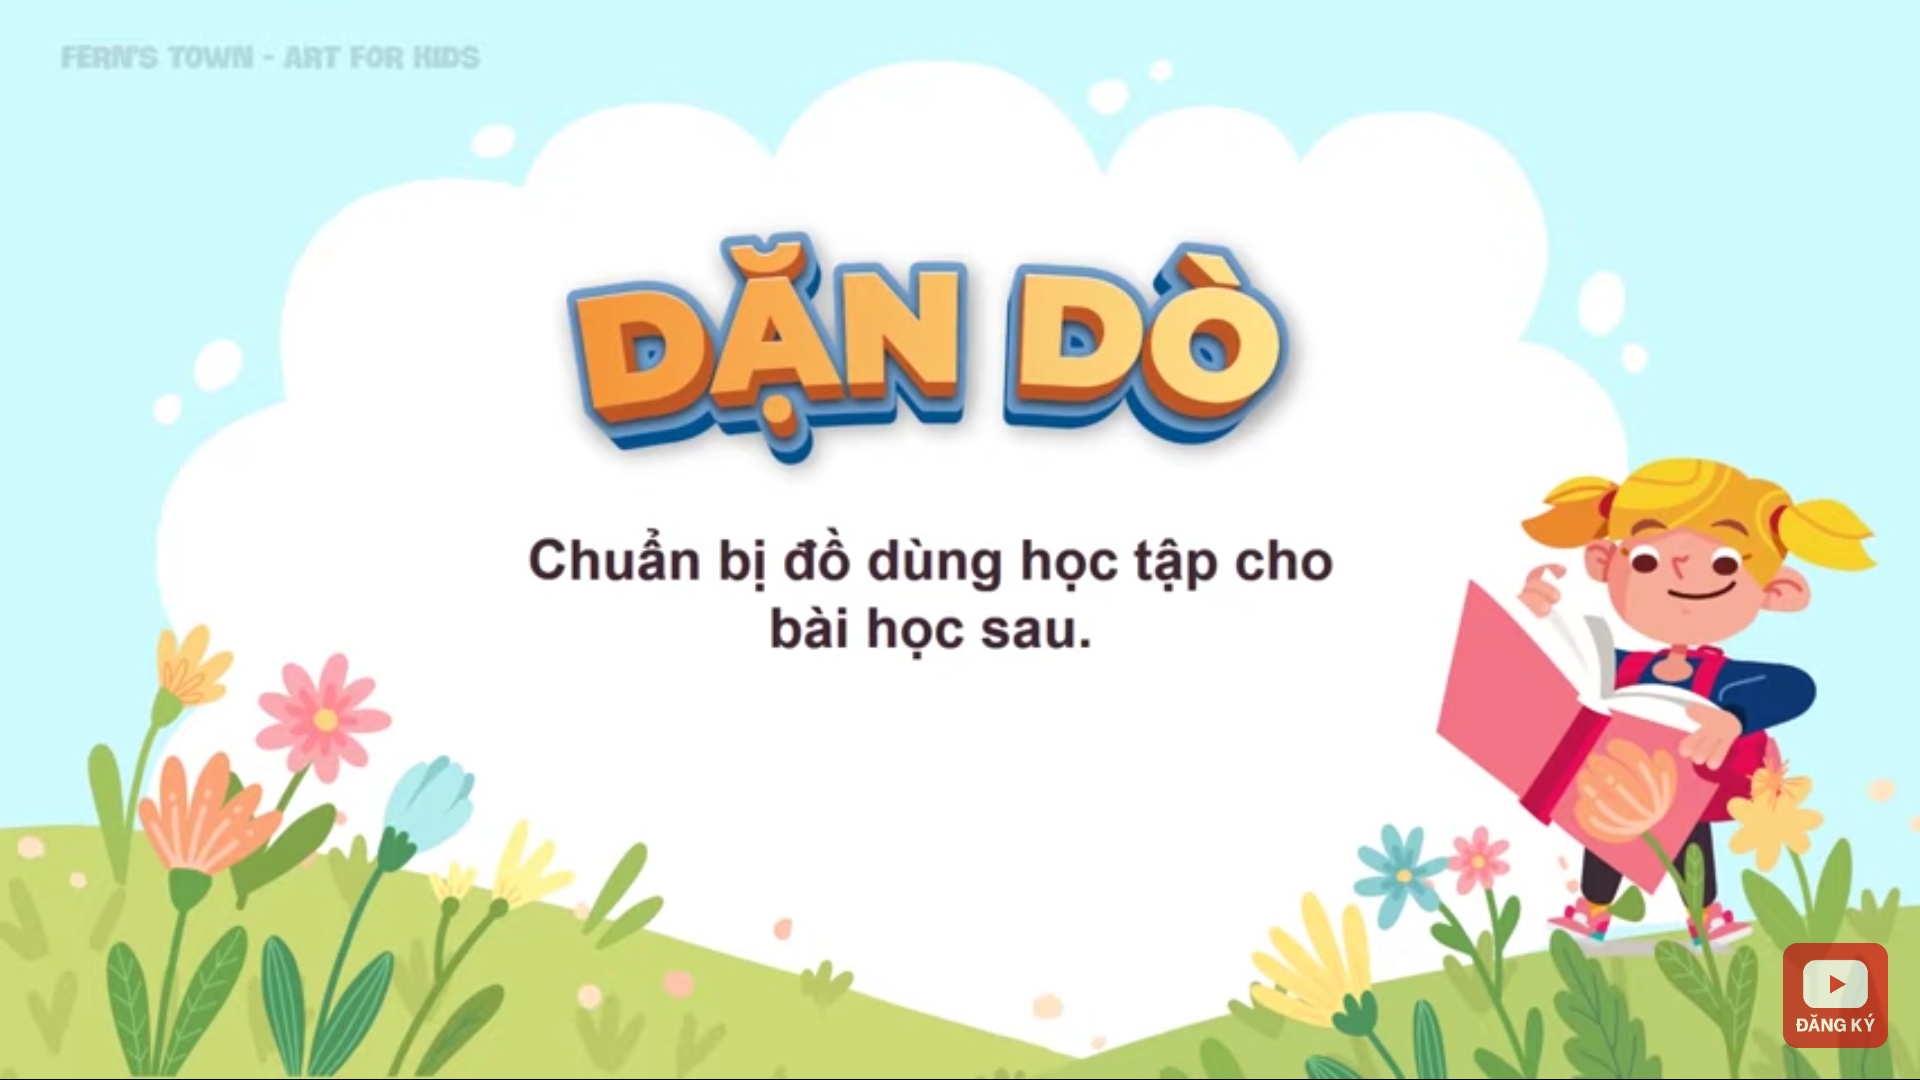 FERN'S TOWN - ART FOR KIDS
DẶN DÒ
Chuẩn bị đồ dùng học tập cho
bài học sau.
ĐĂNG KÝ